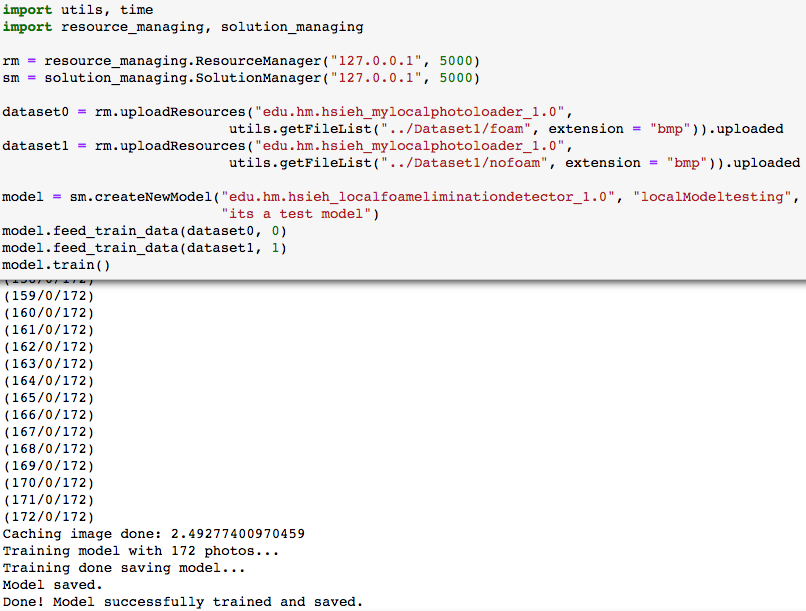 import utils, time
import resource_managing, solution_managing
rm = resource_managing.ResourceManager("127.0.0.1", 5000)
sm = solution_managing.SolutionManager("127.0.0.1", 5000)
dataset0 = rm.uploadResources("edu.hm.hsieh_mylocalphotoloader_1.0",
utils.getFileList("../Dataset1/foam", extension = "bmp")).uploaded
dataset1 = rm.uploadResources("edu.hm.hsieh_mylocalphotoloader_1.0",
utils.getFileList("../Dataset1/nofoam", extension = "bmp")).uploaded
model = sm.createNewModel("edu.hm.hsieh_localfoameliminationdetector_1.0", "localModeltesting",
"its a test model")
model.feed_train_data(dataset0, 0)
model.feed_train_data(dataset1, 1)
model.train()
(158/0/172)
(159/0/172)
(160/0/172)
(161/0/172)
(162/0/172)
(163/0/172)
(164/0/172)
(165/0/172)
(166/0/172)
(167/0/172)
(168/0/172)
(169/0/172)
(170/0/172)
(171/0/172)
(172/0/172)
Caching image done: 2.49277400970459
Training model with 172 photos...
Training done saving model...
Model saved.
Done! Model successfully trained and saved.